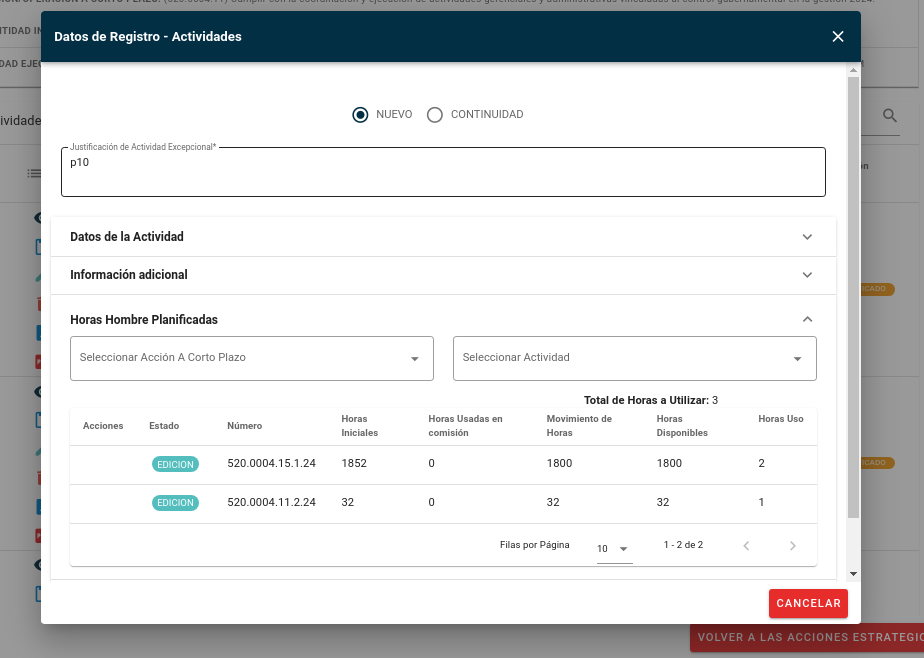 Datos de Registro - Actividades
NUEVO
CONTINUIDAD
Justificación de Actividad Excepcional*
p10
Datos de la Actividad
Información adicional
Horas Hombre Planificadas
Seleccionar Acción A Corto Plazo
Seleccionar Actividad
Total de Horas a Utilizar: 3
Acciones Estado Número Horas Iniciales Horas Usadas en comisión Movimiento de Horas Horas Disponibles Horas Uso
EDICION 520.0004.15.1.24 1852 0 1800 1800 2
EDICION 520.0004.11.2.24 32 0 32 32 1
Filas por Página 10 1 - 2 de 2
CANCELAR
VOLVER A LAS ACCIONES